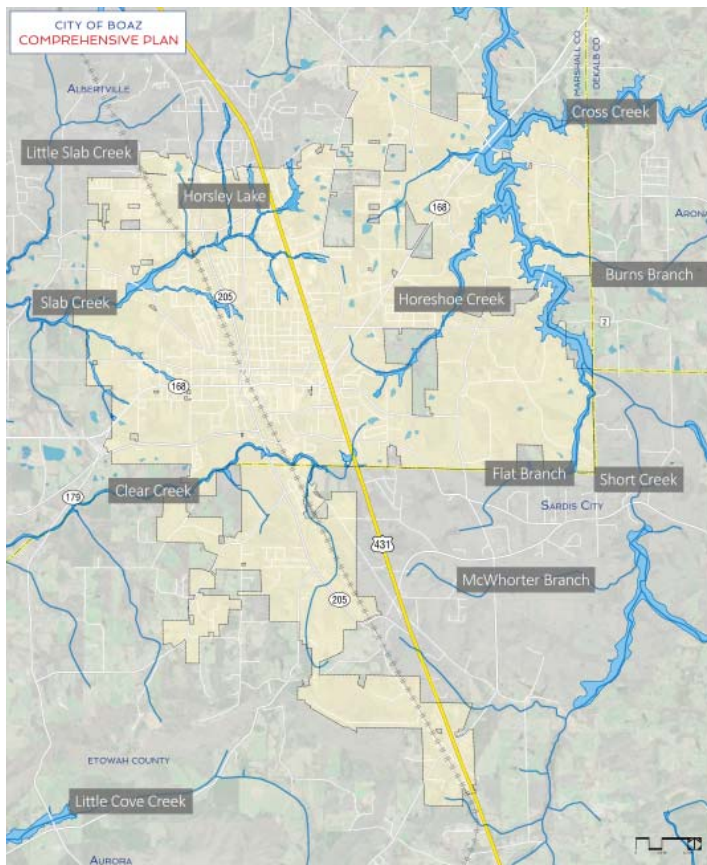 CITY OF BOAZ
COMPREHENSIVE PLAN
MARSHALL CO
DEKALB CO
ALBERTVILLE
Cross Creek
Little Slab Creek
Horsley Lake
168
ARONA
Burns Branch
205
Slab Creek
Horeshoe Creek
2
168
Clear Creek
Flat Branch
Short Creek
179
SARDIS CITY
431
McWhorter Branch
205
ETOWAH COUNTY
Little Cove Creek
AURORA